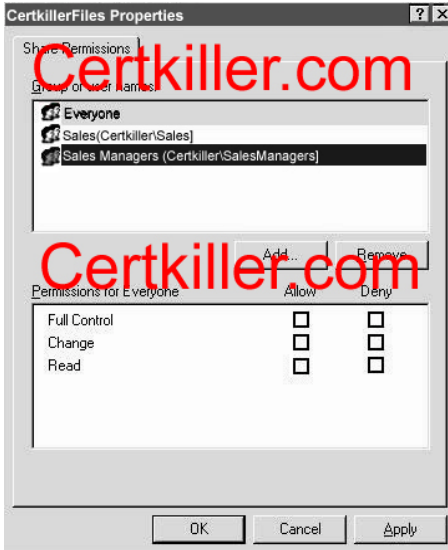 CertkillerFiles Properties
Share Permissions
Certkiller.com
Group or user names:
Everyone
Sales(Certkiller\Sales]
Sales Managers (Certkiller\SalesManagers]
Add... Remove
Certkiller.com
Permissions for Everyone Allow Deny
Full Control
Change
Read
OK Cancel Apply